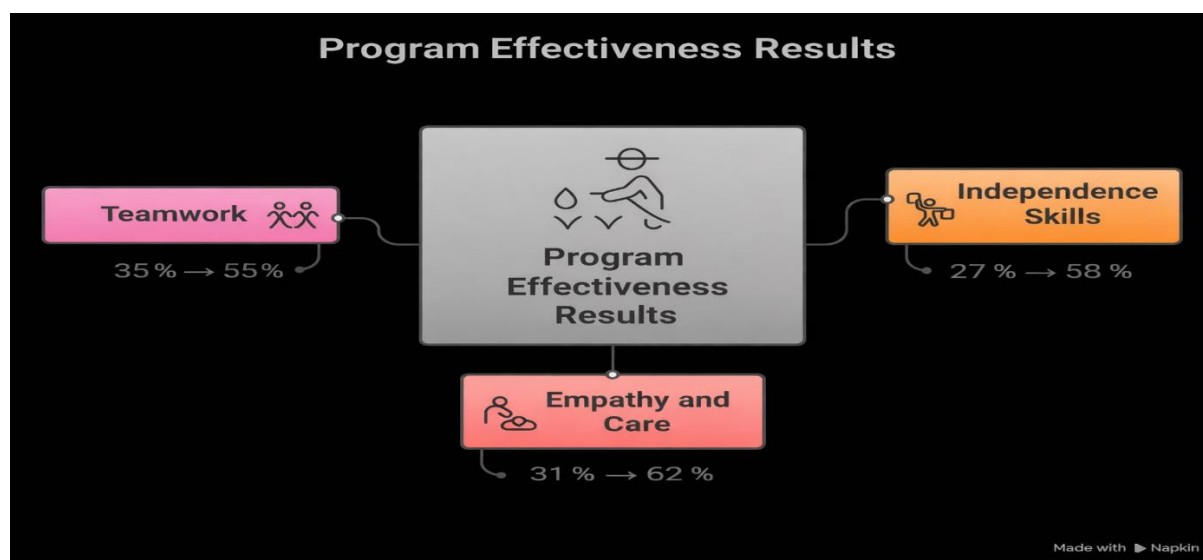 Program Effectiveness Results
Teamwork
35 % → 55%
Program
Effectiveness
Results
Independence
Skills
27 % → 58 %
Empathy and
Care
31 % → 62 %
Made with Napkin